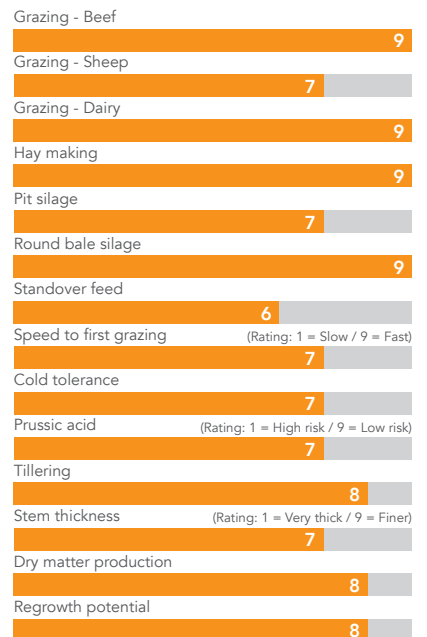 Grazing - Beef
9
Grazing - Sheep
7
Grazing - Dairy
9
Hay making
9
Pit silage
7
Round bale silage
9
Standover feed
6
Speed to first grazing (Rating: 1 = Slow / 9 = Fast)
7
Cold tolerance
7
Prussic acid (Rating: 1 = High risk / 9 = Low risk)
7
Tillering
8
Stem thickness (Rating: 1 = Very thick / 9 = Finer)
7
Dry matter production
8
Regrowth potential
8